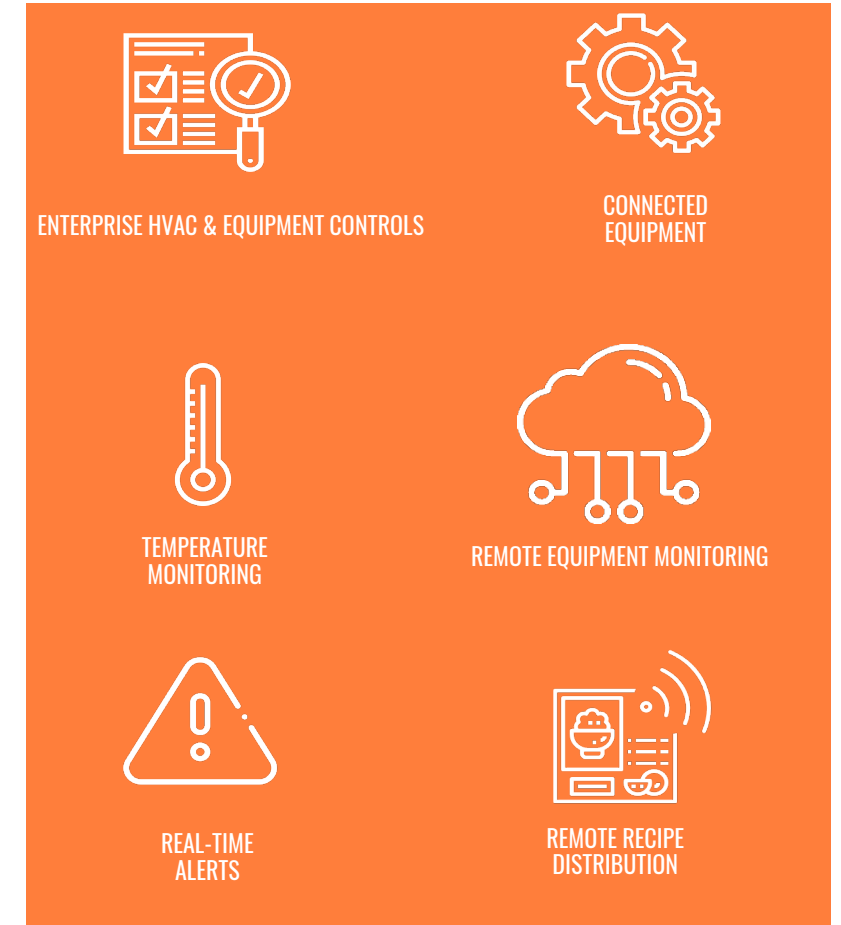 ENTERPRISE HVAC & EQUIPMENT CONTROLS
CONNECTED
EQUIPMENT
TEMPERATURE
MONITORING
REMOTE EQUIPMENT MONITORING
REAL-TIME
ALERTS
REMOTE RECIPE
DISTRIBUTION